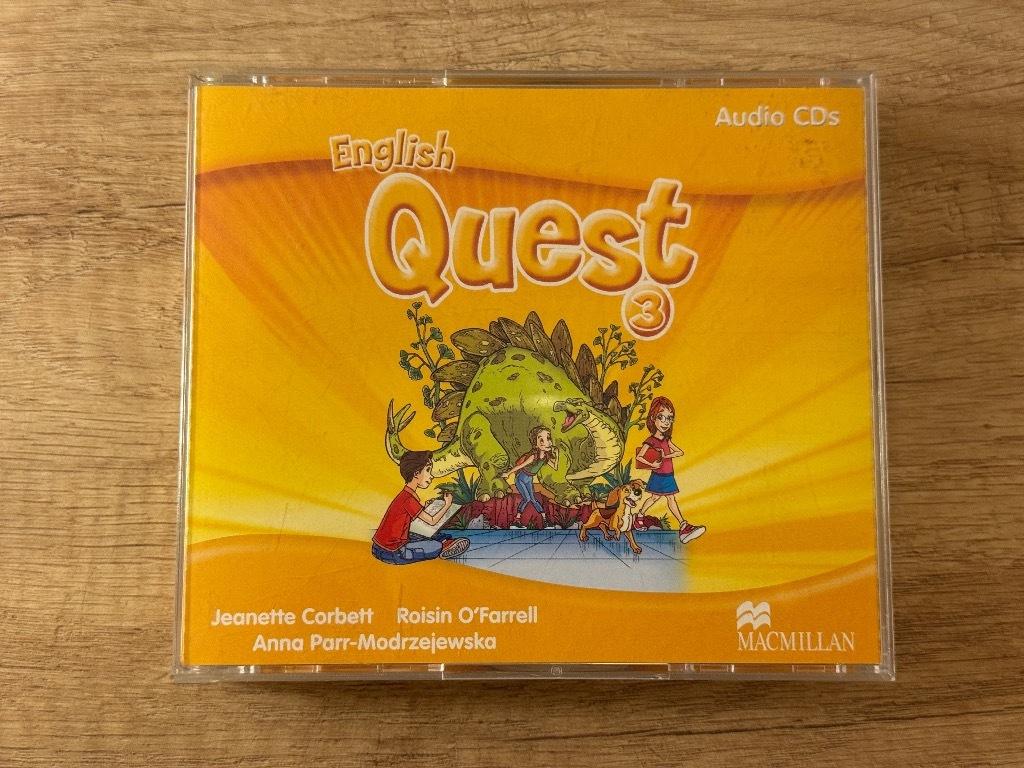 Audio CDs
English
Quest
3
Jeanette Corbett Roisin O'Farrell
Anna Parr-Modrzejewska
MACMILLAN